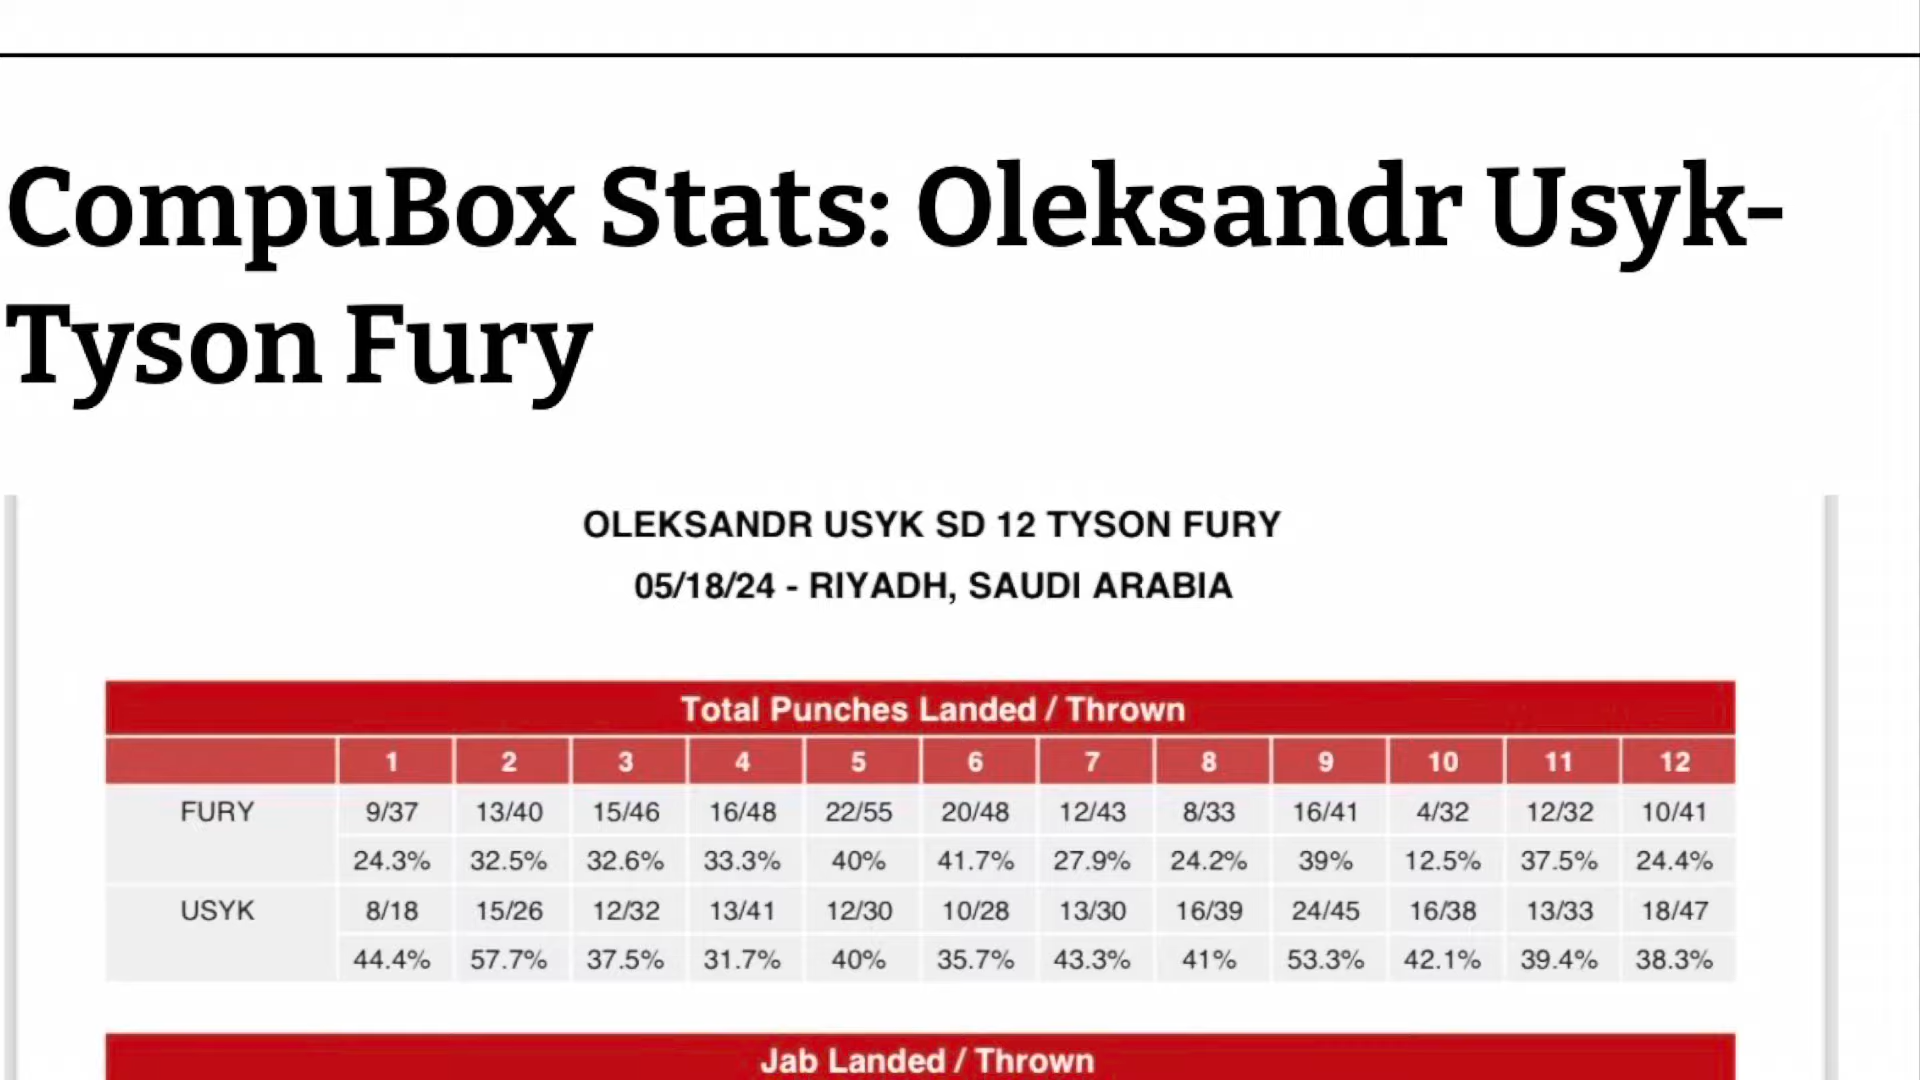 CompuBox Stats: Oleksandr Usyk-
Tyson Fury
OLEKSANDR USYK SD 12 TYSON FURY
05/18/24 - RIYADH, SAUDI ARABIA
Total Punches Landed / Thrown
1 2 3 4 5 6 7 8 9 10 11 12
FURY 9/37 13/40 15/46 16/48 22/55 20/48 12/43 8/33 16/41 4/32 12/32 10/41
24.3% 32.5% 32.6% 33.3% 40% 41.7% 27.9% 24.2% 39% 12.5% 37.5% 24.4%
USYK 8/18 15/26 12/32 13/41 12/30 10/28 13/30 16/39 24/45 16/38 13/33 18/47
44.4% 57.7% 37.5% 31.7% 40% 35.7% 43.3% 41% 53.3% 42.1% 39.4% 38.3%
Jab Landed / Thrown